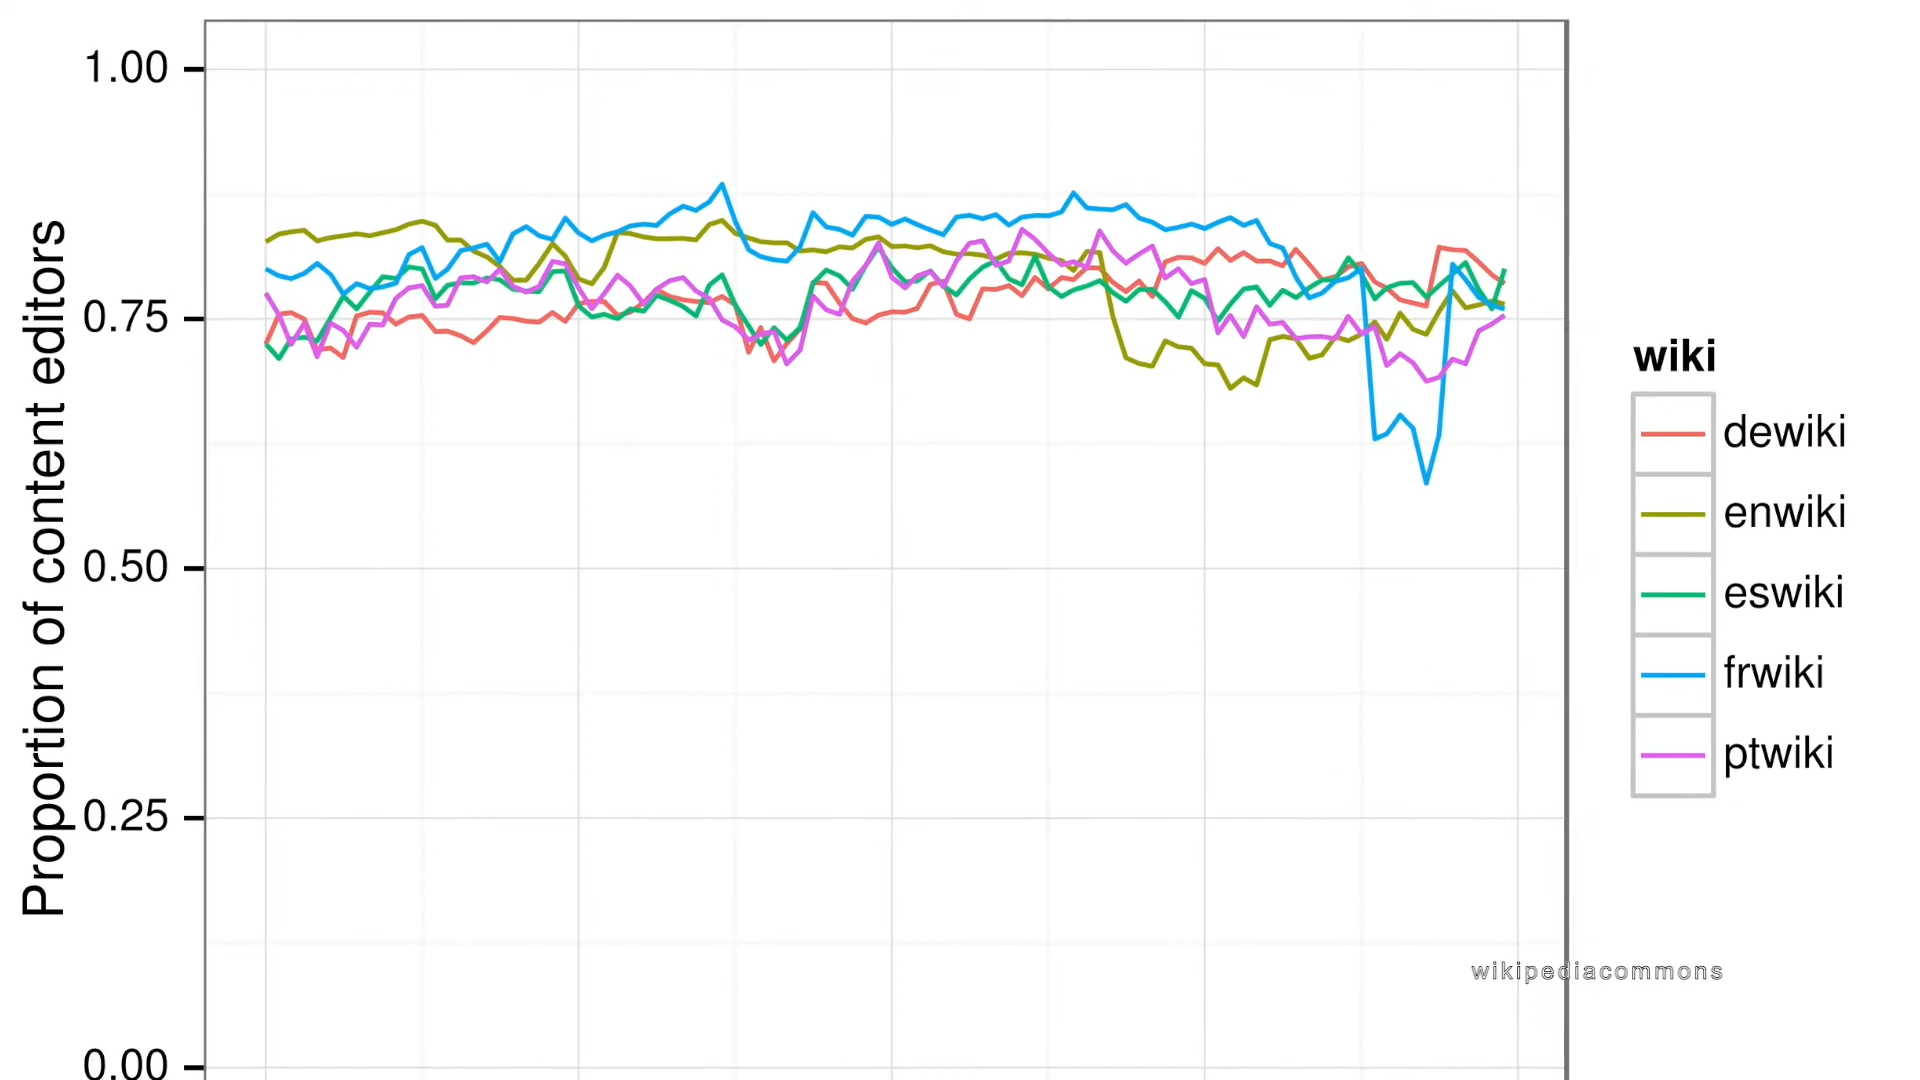 Proportion of content editors
1.00
0.75
0.50
0.25
0.00
wiki
dewiki
enwiki
eswiki
frwiki
ptwiki
wikipediacommons